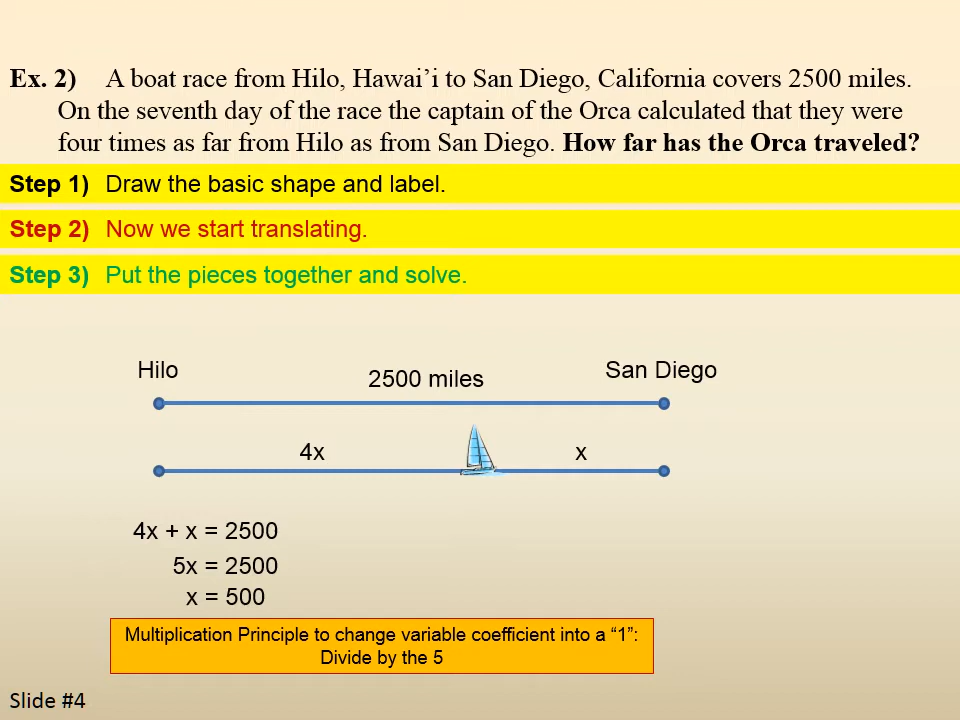 Ex. 2) A boat race from Hilo, Hawai’i to San Diego, California covers 2500 miles.
On the seventh day of the race the captain of the Orca calculated that they were
four times as far from Hilo as from San Diego. How far has the Orca traveled?
Step 1) Draw the basic shape and label.
Step 2) Now we start translating.
Step 3) Put the pieces together and solve.
Hilo
2500 miles
San Diego
4x
x
4x + x = 2500
5x = 2500
x = 500
Multiplication Principle to change variable coefficient into a “1”:
Divide by the 5
Slide #4